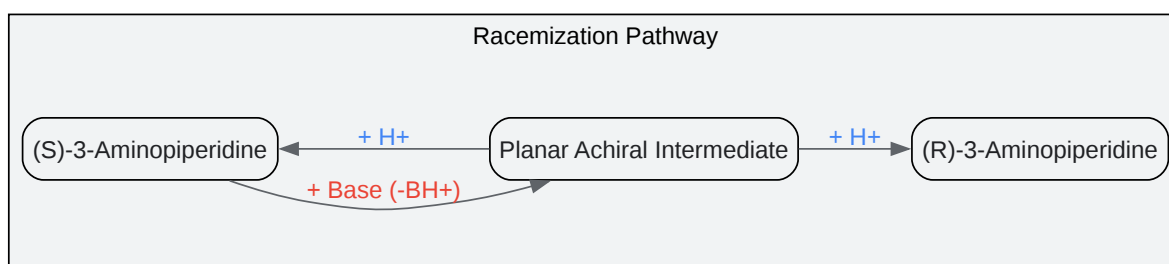 Racemization Pathway
(S)-3-Aminopiperidine
+ H+
Planar Achiral Intermediate
+ H+
(R)-3-Aminopiperidine
+ Base (-BH+)